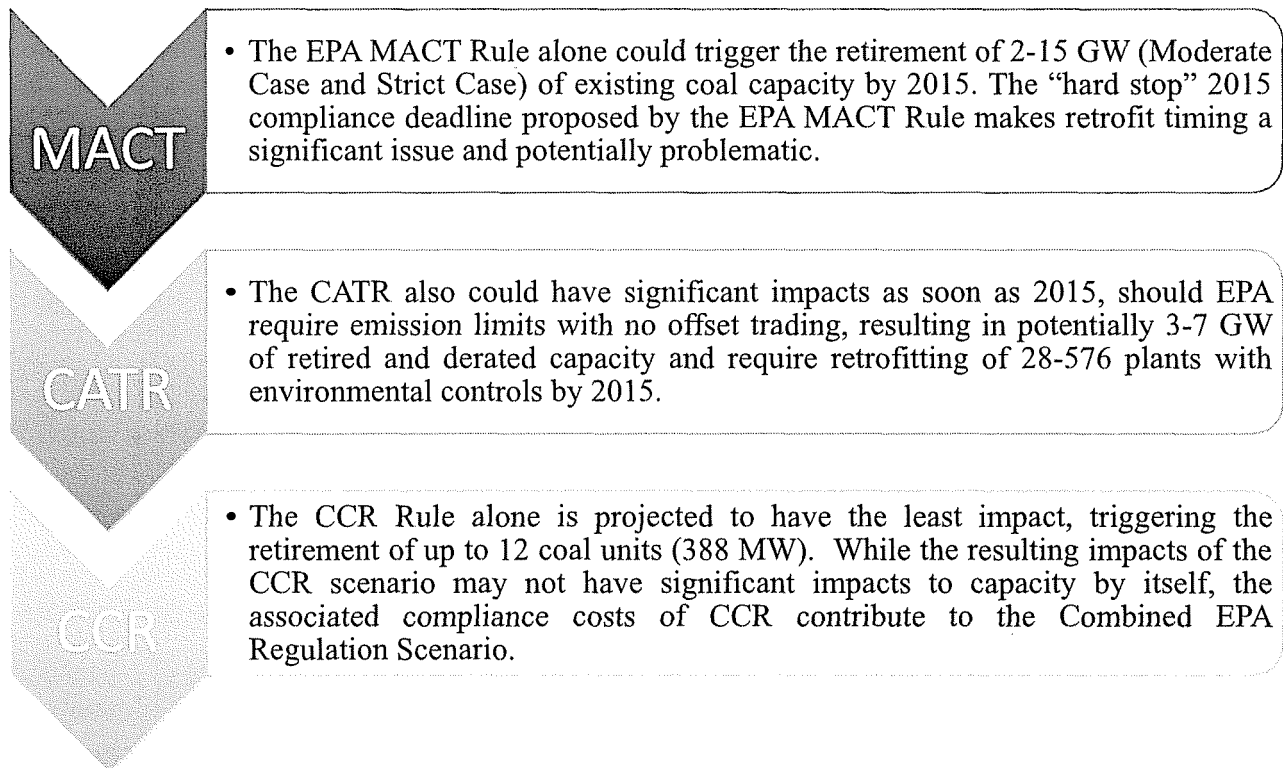 MACT
• The EPA MACT Rule alone could trigger the retirement of 2-15 GW (Moderate
Case and Strict Case) of existing coal capacity by 2015. The “hard stop” 2015
compliance deadline proposed by the EPA MACT Rule makes retrofit timing a
significant issue and potentially problematic.
CATR
• The CATR also could have significant impacts as soon as 2015, should EPA
require emission limits with no offset trading, resulting in potentially 3-7 GW
of retired and derated capacity and require retrofitting of 28-576 plants with
environmental controls by 2015.
CCR
• The CCR Rule alone is projected to have the least impact, triggering the
retirement of up to 12 coal units (388 MW). While the resulting impacts of the
CCR scenario may not have significant impacts to capacity by itself, the
associated compliance costs of CCR contribute to the Combined EPA
Regulation Scenario.